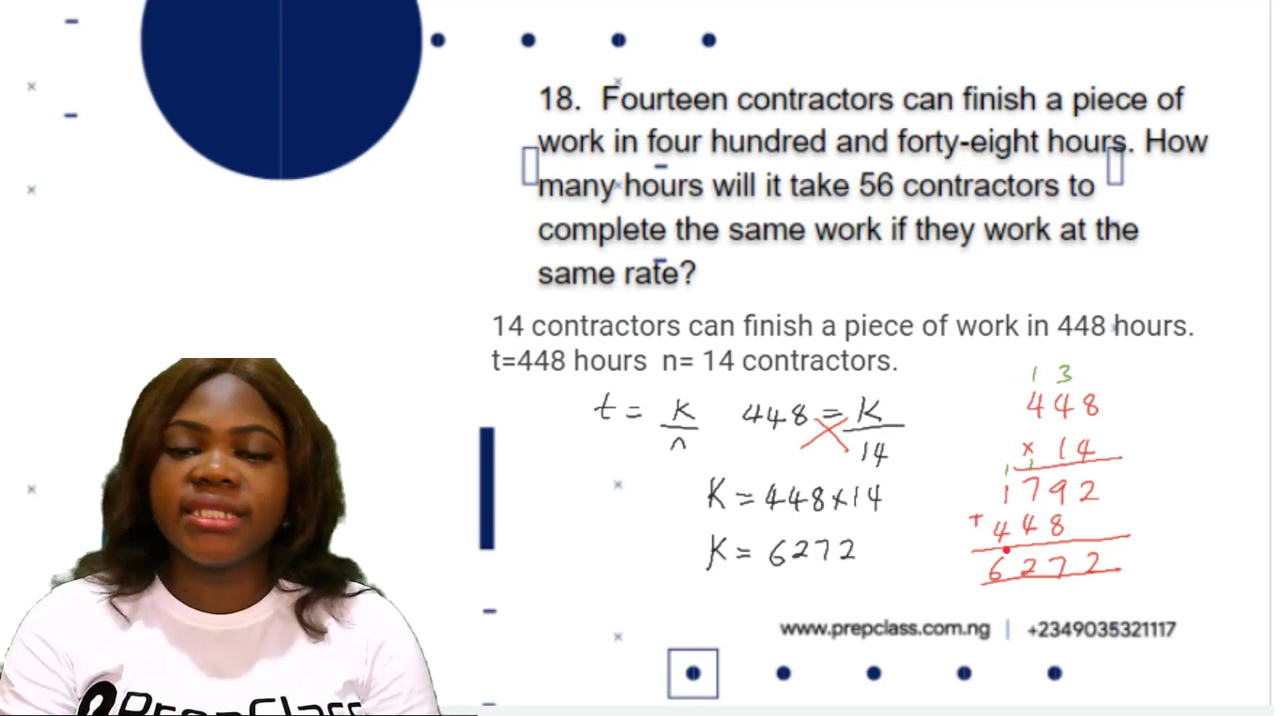 18. Fourteen contractors can finish a piece of
work in four hundred and forty-eight hours. How
many hours will it take 56 contractors to
complete the same work if they work at the
same rate?
14 contractors can finish a piece of work in 448 hours.
t=448 hours n= 14 contractors.
t = K/n
448 = K/14
K = 448 x 14
K = 6272
1 3
448
x 14
1 1
1792
+ 448
6272
www.prepclass.com.ng | +2349035321117
PrepClass